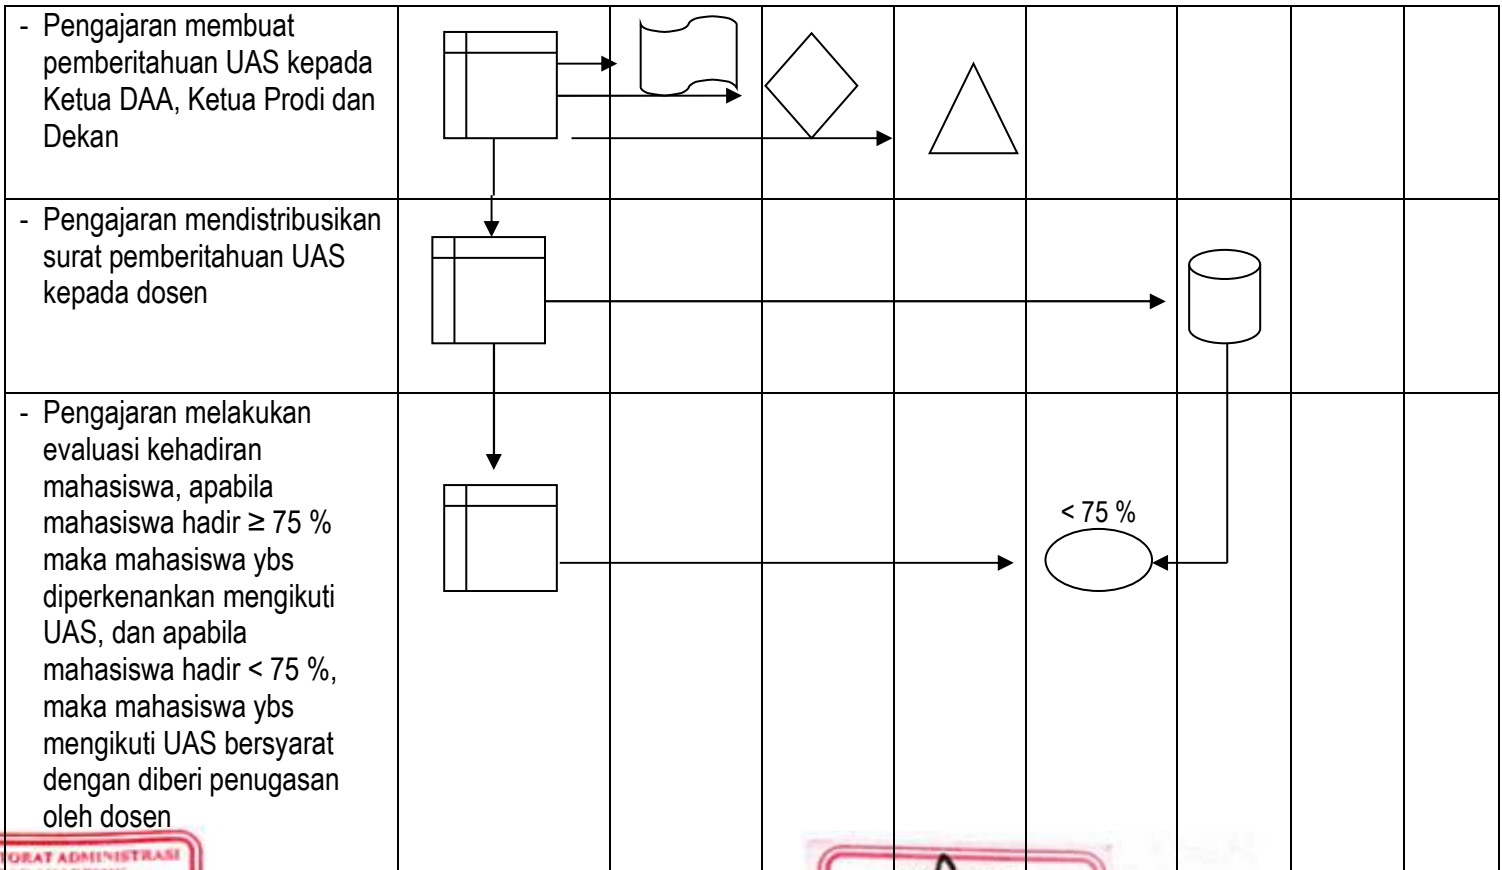 - Pengajaran membuat
pemberitahuan UAS kepada
Ketua DAA, Ketua Prodi dan
Dekan
- Pengajaran mendistribusikan
surat pemberitahuan UAS
kepada dosen
- Pengajaran melakukan
evaluasi kehadiran
mahasiswa, apabila
mahasiswa hadir ≥ 75 %
maka mahasiswa ybs
diperkenankan mengikuti
UAS, dan apabila
mahasiswa hadir < 75 %,
maka mahasiswa ybs
mengikuti UAS bersyarat
dengan diberi penugasan
oleh dosen
< 75 %
TORAT ADMINISTRASI